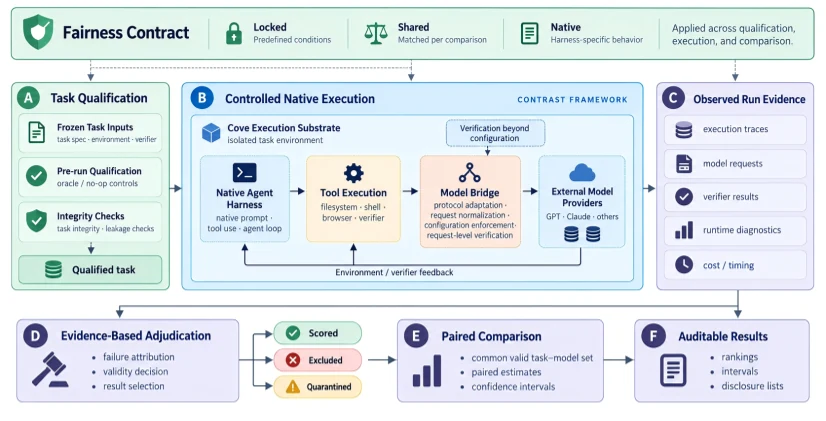 Fairness Contract
Locked
Predefined conditions
Shared
Matched per comparison
Native
Harness-specific behavior
Applied across qualification,
execution, and comparison.
A Task Qualification
Frozen Task Inputs
task spec · environment · verifier
Pre-run Qualification
oracle / no-op controls
Integrity Checks
task integrity · leakage checks
Qualified task
B Controlled Native Execution
CONTRAST FRAMEWORK
Cove Execution Substrate
isolated task environment
Verification beyond
configuration
Native Agent
Harness
native prompt ·
tool use · agent loop
Tool Execution
filesystem · shell ·
browser · verifier
Model Bridge
protocol adaptation ·
request normalization ·
configuration enforcement ·
request-level verification
External Model
Providers
GPT · Claude · others
Environment / verifier feedback
C Observed Run Evidence
execution traces
model requests
verifier results
runtime diagnostics
cost / timing
D Evidence-Based Adjudication
• failure attribution
• validity decision
• result selection
Scored
Excluded
Quarantined
E Paired Comparison
• common valid task–model set
• paired estimates
• confidence intervals
F Auditable Results
• rankings
• intervals
• disclosure lists